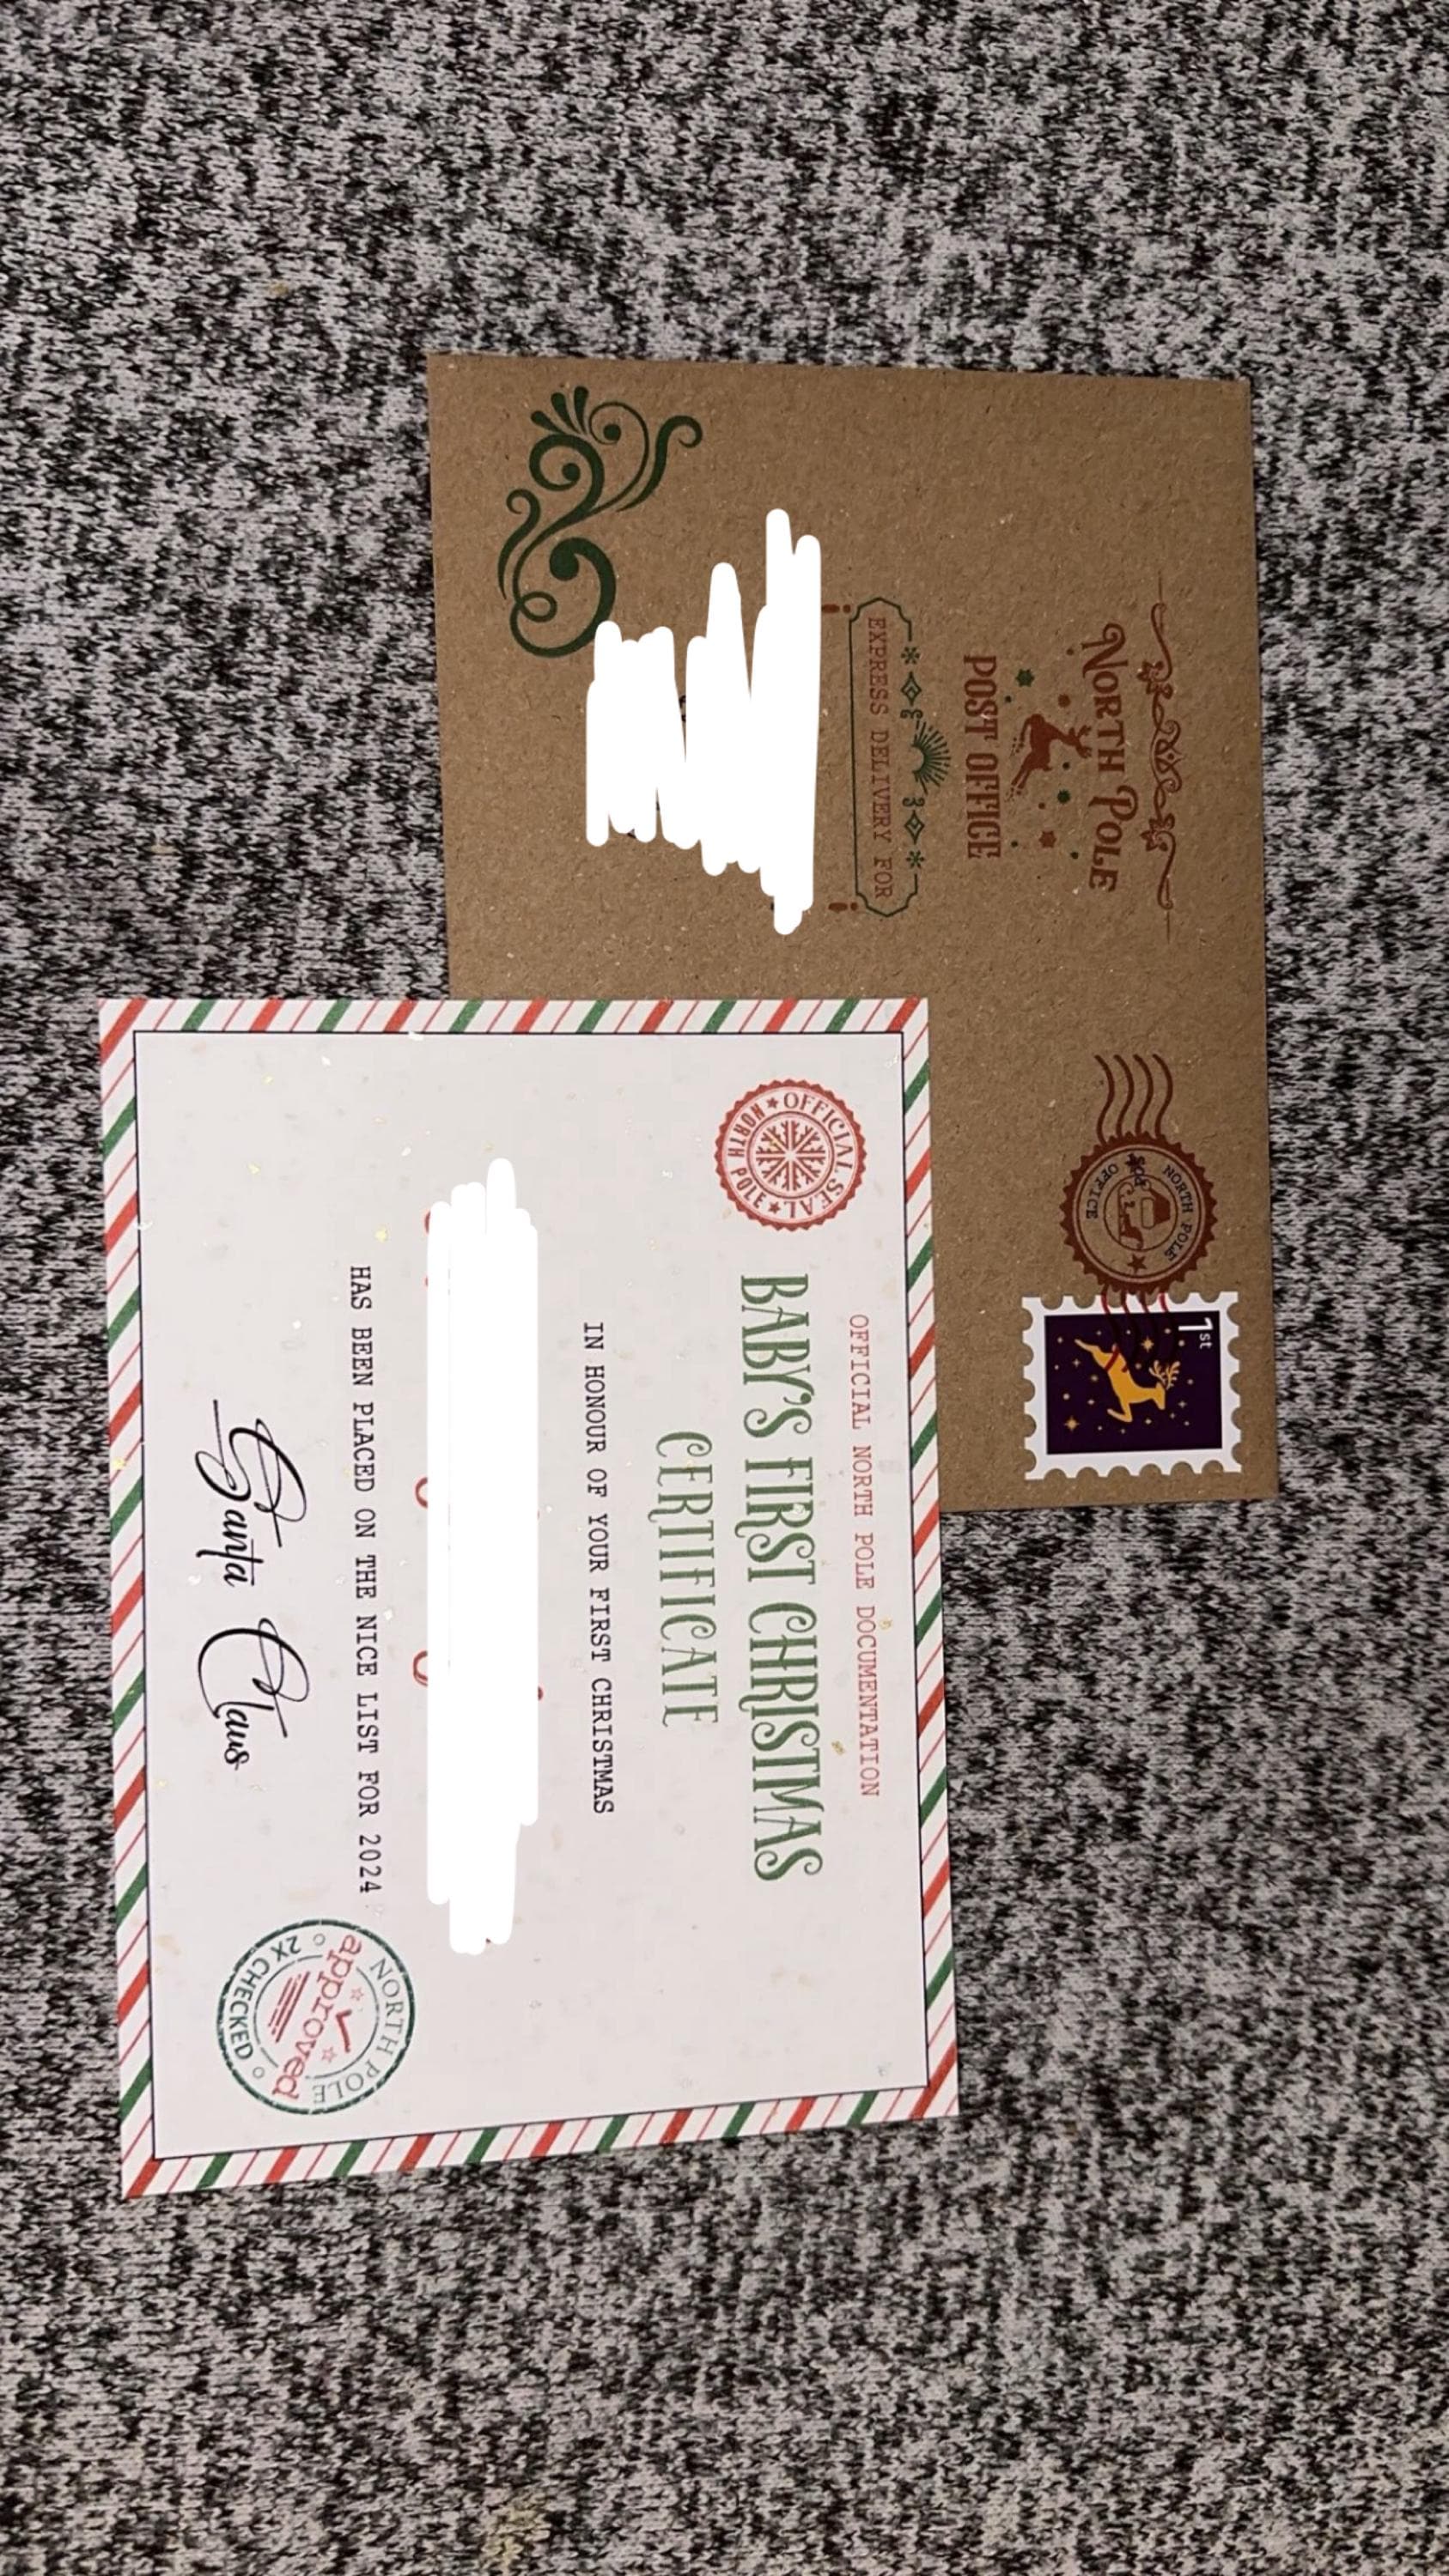 NORTH POLE
POST OFFICE
EXPRESS DELIVERY FOR
NORTH POLE
OFFICE
1st
OFFICIAL SEAL
NORTH POLE
OFFICIAL NORTH POLE DOCUMENTATION
BABY'S FIRST CHRISTMAS
CERTIFICATE
IN HONOUR OF YOUR FIRST CHRISTMAS
HAS BEEN PLACED ON THE NICE LIST FOR 2024
Santa Claus
NORTH POLE
approved
2X CHECKED